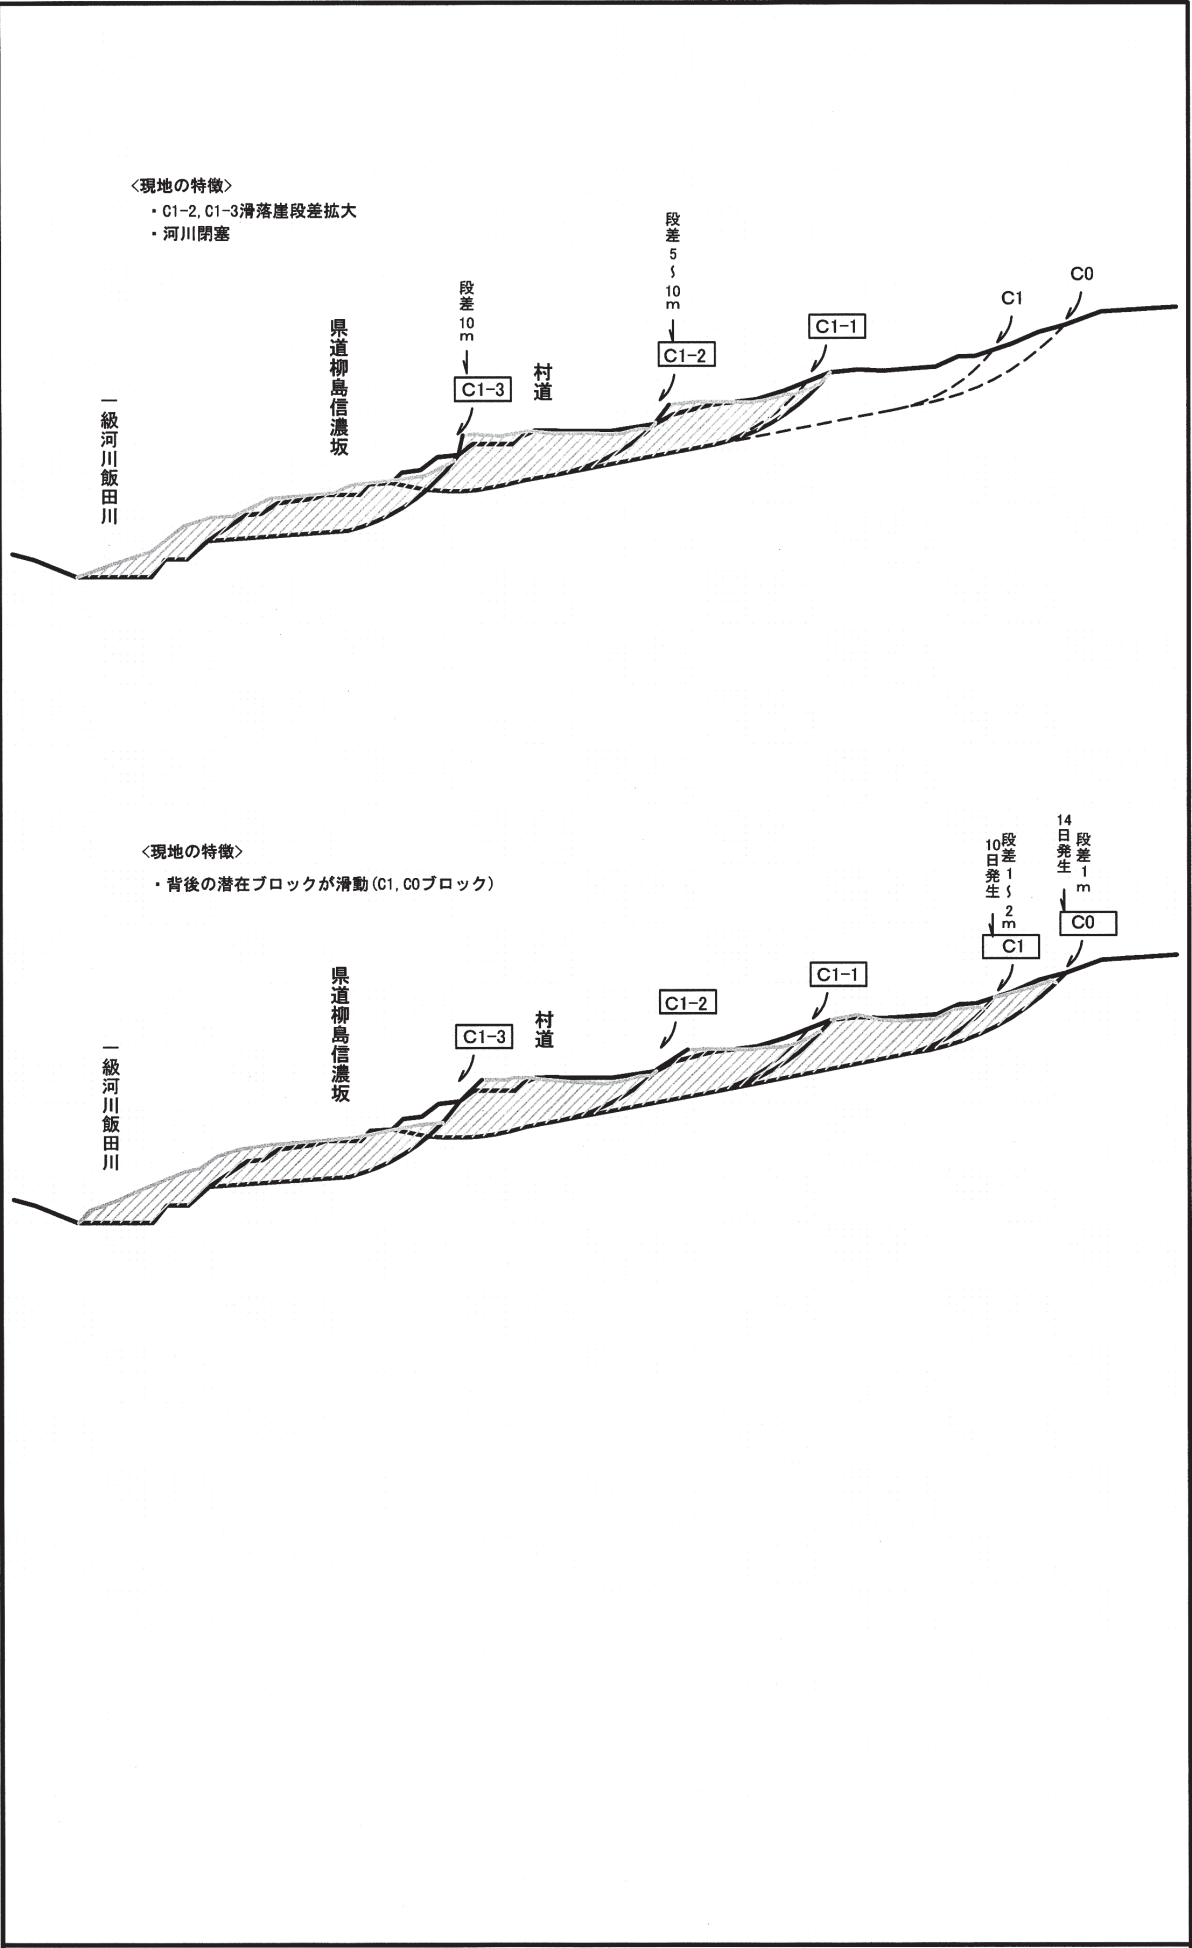 <現地の特徴>
・C1-2,C1-3滑落崖段差拡大
・河川閉塞
一級河川飯田川
県道柳島信濃坂
段差10m
C1-3
村道
段差5~10m
C1-2
C1-1
C1
C0
<現地の特徴>
・背後の潜在ブロックが滑動(C1,C0ブロック)
一級河川飯田川
県道柳島信濃坂
C1-3
村道
C1-2
C1-1
段差1~2m
10日発生
C1
段差1m
14日発生
C0